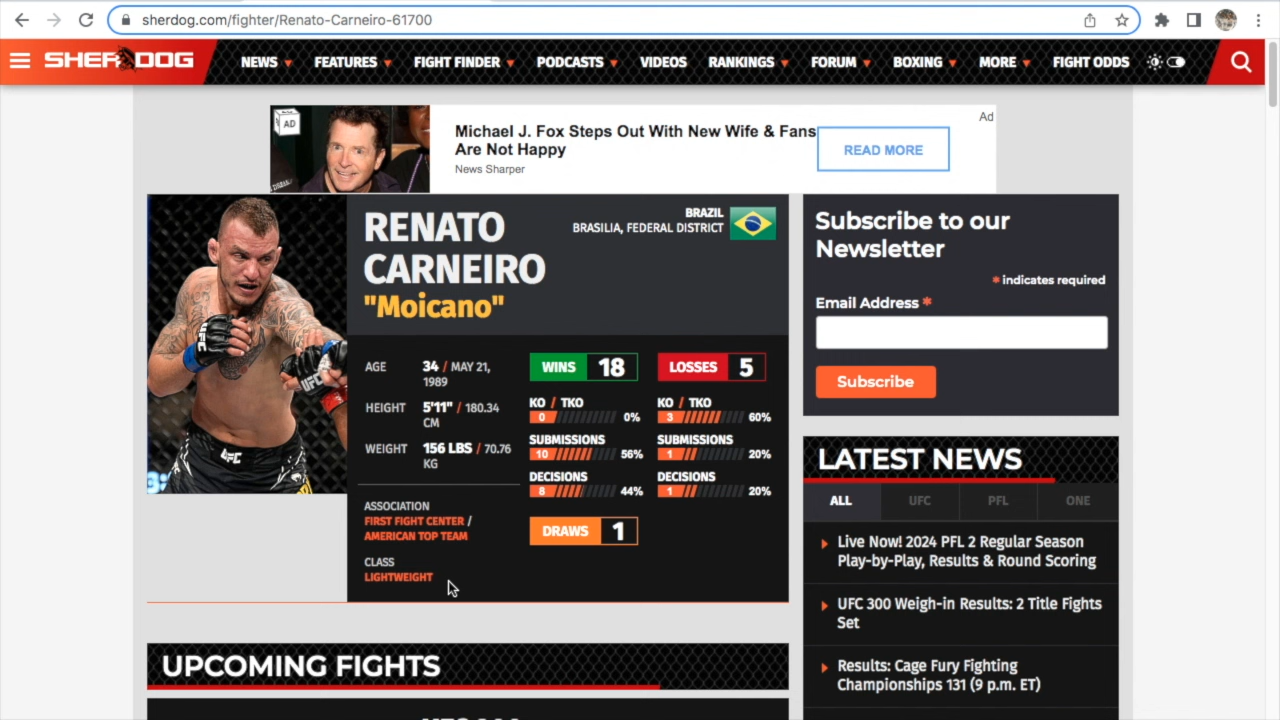 sherdog.com/fighter/Renato-Carneiro-61700
SHERDOG
NEWS FEATURES FIGHT FINDER PODCASTS VIDEOS RANKINGS FORUM BOXING MORE FIGHT ODDS
AD
Michael J. Fox Steps Out With New Wife & Fans
Are Not Happy
News Sharper
READ MORE
Ad
RENATO
CARNEIRO
"Moicano"
BRAZIL
BRASILIA, FEDERAL DISTRICT
AGE 34 / MAY 21,
1989
HEIGHT 5'11" / 180.34
CM
WEIGHT 156 LBS / 70.76
KG
ASSOCIATION
FIRST FIGHT CENTER /
AMERICAN TOP TEAM
CLASS
LIGHTWEIGHT
WINS 18
KO / TKO
0 0%
SUBMISSIONS
10 56%
DECISIONS
8 44%
LOSSES 5
KO / TKO
3 60%
SUBMISSIONS
1 20%
DECISIONS
1 20%
DRAWS 1
UFC
UFC
UFC
UPCOMING FIGHTS
Subscribe to our
Newsletter
* indicates required
Email Address *
Subscribe
LATEST NEWS
ALL UFC PFL ONE
Live Now! 2024 PFL 2 Regular Season
Play-by-Play, Results & Round Scoring
UFC 300 Weigh-in Results: 2 Title Fights
Set
Results: Cage Fury Fighting
Championships 131 (9 p.m. ET)